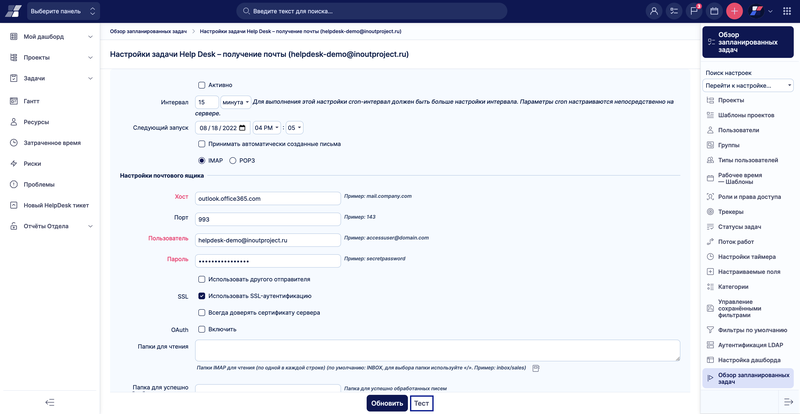 Выберите панель
Введите текст для поиска...
Мой дашборд
Проекты
Задачи
Гантт
Ресурсы
Затраченное время
Риски
Проблемы
Новый HelpDesk тикет
Отчёты Отдела
Обзор запланированных задач
Настройки задачи Help Desk – получение почты (helpdesk-demo@inoutproject.ru)
Настройки задачи Help Desk – получение почты (helpdesk-demo@inoutproject.ru)
Активно
Интервал 15 минута Для выполнения этой настройки cron-интервал должен быть больше настройки интервала. Параметры cron настраиваются непосредственно на
сервере.
Следующий запуск 08 / 18 / 2022 04 PM : 05
Принимать автоматически созданные письма
IMAP POP3
Настройки почтового ящика
Хост outlook.office365.com Пример: mail.company.com
Порт 993 Пример: 143
Пользователь helpdesk-demo@inoutproject.ru Пример: accessuser@domain.com
Пароль •••••••••••••••• Пример: secretpassword
Использовать другого отправителя
SSL Использовать SSL-аутентификацию
Всегда доверять сертификату сервера
OAuth Включить
Папки для чтения
Папки IMAP для чтения (по одной в каждой строке) (по умолчанию: INBOX, для выбора папки используйте «/». Пример: inbox/sales)
Папка для успешно
Папка для успешно обработанных писем
Обновить Тест
Обзор
запланированных
задач
Поиск настроек
Перейти к настройке...
Проекты
Шаблоны проектов
Пользователи
Группы
Типы пользователей
Рабочее время
— Шаблоны
Роли и права доступа
Трекеры
Статусы задач
Поток работ
Настройки таймера
Настраиваемые поля
Категории
Управление
сохранёнными
фильтрами
Фильтры по умолчанию
Аутентификация LDAP
Настройка дашборда
Обзор запланированных
задач